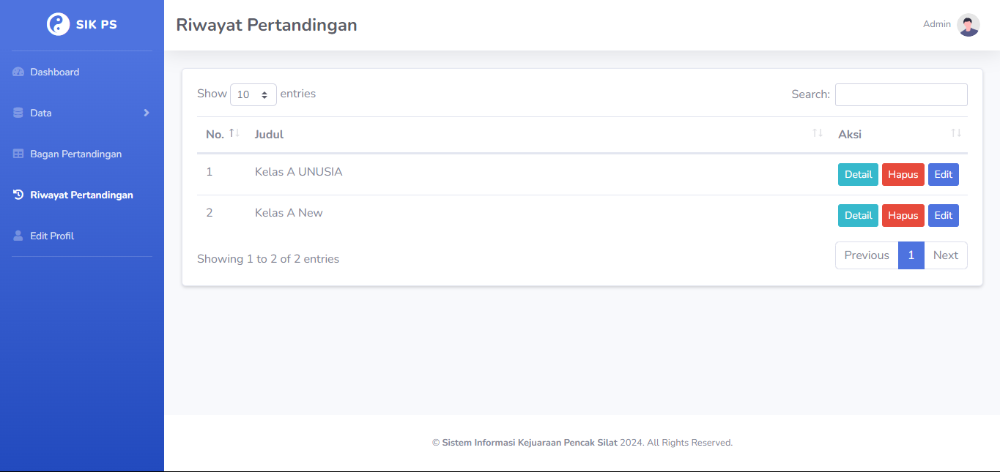 SIK PS
Riwayat Pertandingan
Admin
Dashboard
Data
Bagan Pertandingan
Riwayat Pertandingan
Edit Profil
Show 10 entries
Search:
No. Judul Aksi
1 Kelas A UNUSIA Detail Hapus Edit
2 Kelas A New Detail Hapus Edit
Showing 1 to 2 of 2 entries
Previous 1 Next
© Sistem Informasi Kejuaraan Pencak Silat 2024. All Rights Reserved.